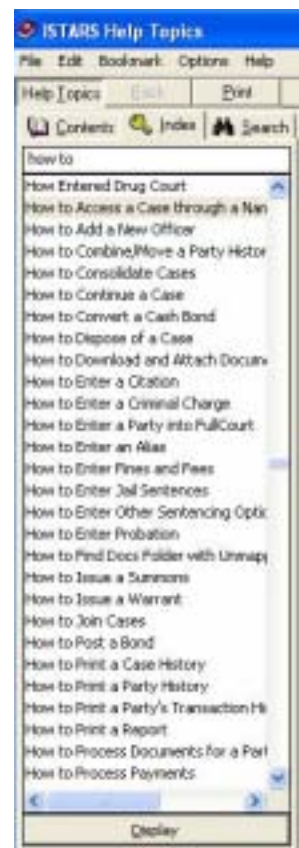 ISTARS Help Topics
File Edit Bookmark Options Help
Help Topics Back Print
Contents Index Search
how to
How Entered Drug Court
How to Access a Case through a Nan
How to Add a New Officer
How to Combine/Move a Party Histor
How to Consolidate Cases
How to Continue a Case
How to Convert a Cash Bond
How to Dispose of a Case
How to Download and Attach Docume
How to Enter a Citation
How to Enter a Criminal Charge
How to Enter a Party into FullCourt
How to Enter an Alias
How to Enter Fines and Fees
How to Enter Jail Sentences
How to Enter Other Sentencing Optic
How to Enter Probation
How to Find Docs Folder with Unmapp
How to Issue a Summons
How to Issue a Warrant
How to Join Cases
How to Post a Bond
How to Print a Case History
How to Print a Party History
How to Print a Party's Transaction Hi
How to Print a Report
How to Process Documents for a Part
How to Process Payments
Display